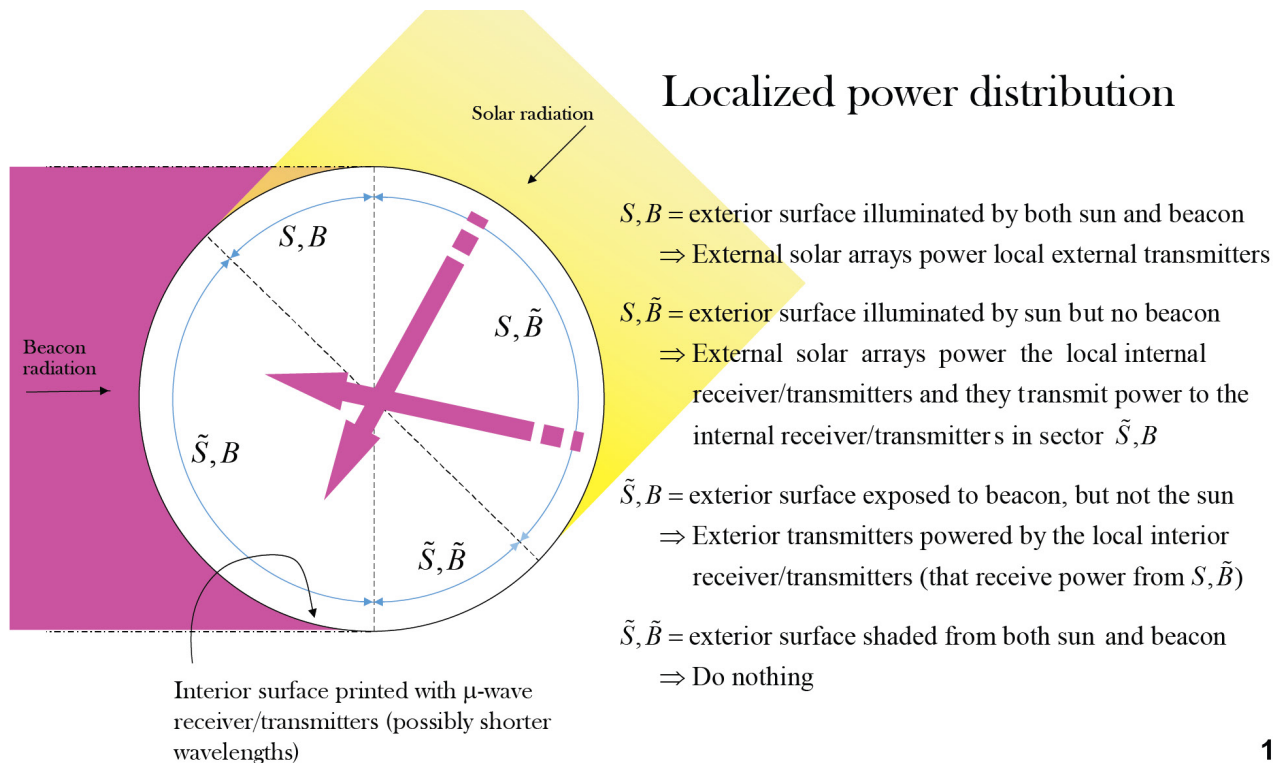 Localized power distribution
Solar radiation
S, B = exterior surface illuminated by both sun and beacon
⇒ External solar arrays power local external transmitters
S, B̃ = exterior surface illuminated by sun but no beacon
⇒ External solar arrays power the local internal
receiver/transmitters and they transmit power to the
internal receiver/transmitters in sector S̃, B
S̃, B = exterior surface exposed to beacon, but not the sun
⇒ Exterior transmitters powered by the local interior
receiver/transmitters (that receive power from S, B̃)
S̃, B̃ = exterior surface shaded from both sun and beacon
⇒ Do nothing
S, B
S, B̃
Beacon
radiation
S̃, B
S̃, B̃
Interior surface printed with μ-wave
receiver/transmitters (possibly shorter
wavelengths)
1